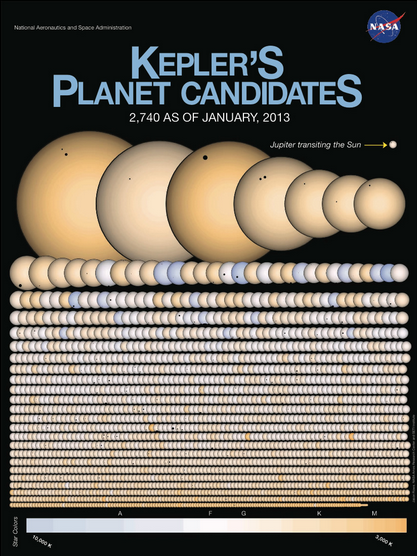 National Aeronautics and Space Administration
NASA
KEPLER'S
PLANET CANDIDATES
2,740 AS OF JANUARY, 2013
Jupiter transiting the Sun
A F G K M
Star Colors
10,000 K
3,000 K